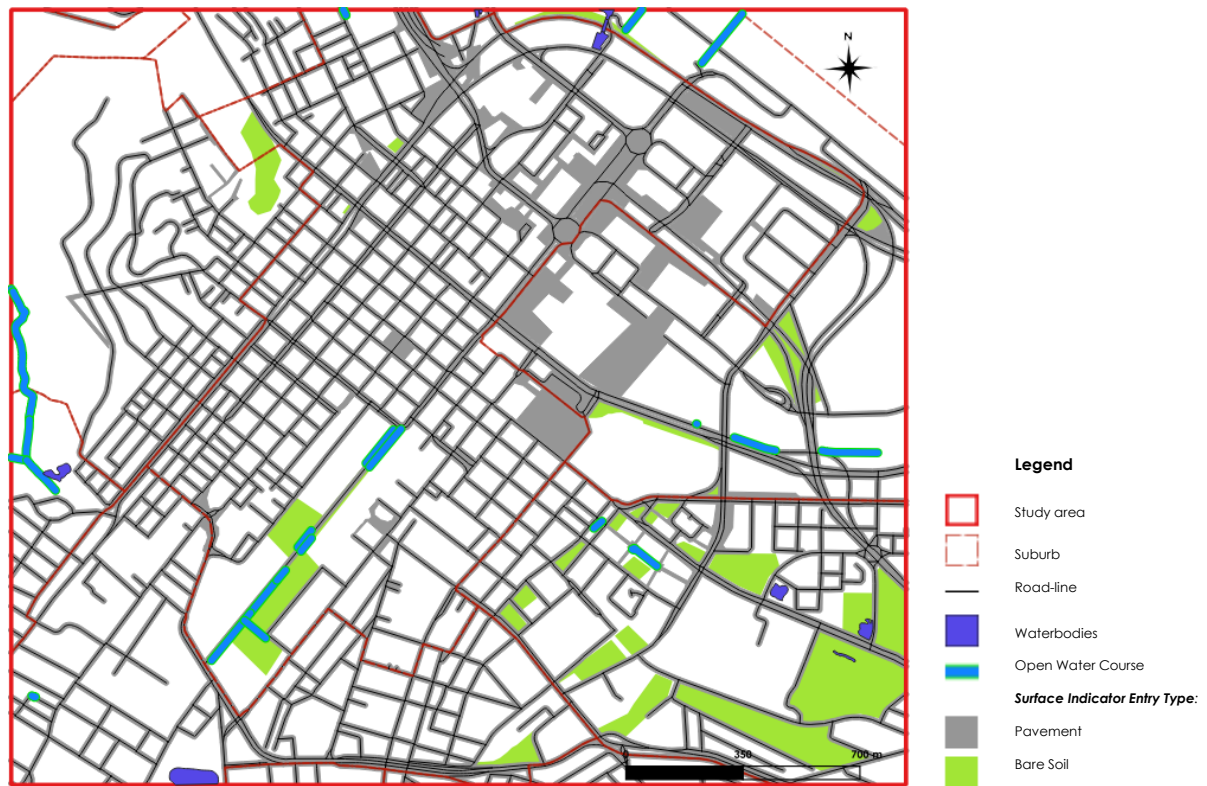 N
Legend
Study area
Suburb
Road-line
Waterbodies
Open Water Course
Surface Indicator Entry Type:
Pavement
Bare Soil
0 350 700 m